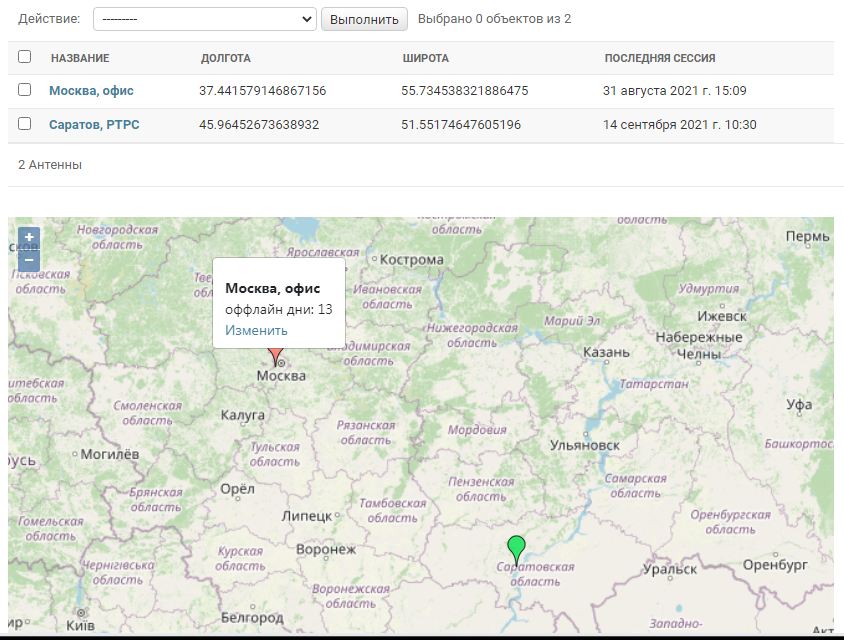 Действие: --------- Выполнить Выбрано 0 объектов из 2
НАЗВАНИЕ ДОЛГОТА ШИРОТА ПОСЛЕДНЯЯ СЕССИЯ
Москва, офис 37.441579146867156 55.734538321886475 31 августа 2021 г. 15:09
Саратов, РТРС 45.96452673638932 51.55174647605196 14 сентября 2021 г. 10:30
2 Антенны
+
−
Новгородская
область
Ярославская
Кострома
область
Пермь
Псковская
область
Ивановская
область
Москва, офис
оффлайн дни: 13
Изменить
Удмуртия
Ижевск
Нижегородская
область
Марий Эл
Набережные
Челны
Казань
Владимирская
область
Москва
Татарстан
Смоленская
область
Калуга
Рязанская
область
Мордовия
Ульяновск
Уфа
Могилёв
Тульская
область
Пензенская
область
Самарская
область
Брянская
область
Орёл
Тамбовская
область
Липецк
Оренбургская
область
Гомельская
область
Курская
область
Воронеж
Саратовская
область
Уральск
Оренбург
Чернігівська
область
Воронежская
область
Київ
Белгород
Западно-